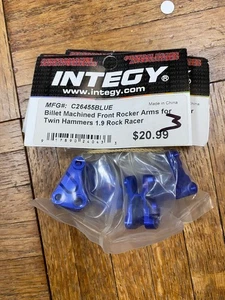 INTEGY
www.integy.com
Made in China
MFG#: C26455BLUE
Billet Machined Front Rocker Arms for
Twin Hammers 1.9 Rock Racer
$20.99